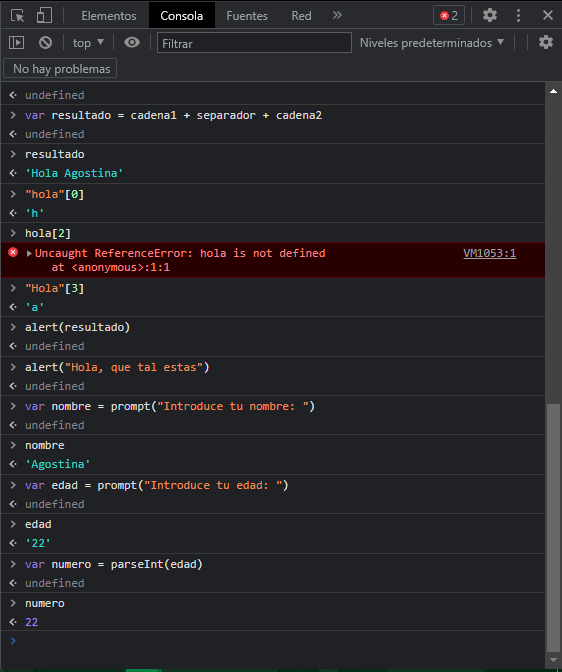 Elementos Consola Fuentes Red 2
top Filtrar Niveles predeterminados
No hay problemas
undefined
var resultado = cadena1 + separador + cadena2
undefined
resultado
'Hola Agostina'
"hola"[0]
'h'
hola[2]
Uncaught ReferenceError: hola is not defined VM1053:1
at <anonymous>:1:1
"Hola"[3]
'a'
alert(resultado)
undefined
alert("Hola, que tal estas")
undefined
var nombre = prompt("Introduce tu nombre: ")
undefined
nombre
'Agostina'
var edad = prompt("Introduce tu edad: ")
undefined
edad
'22'
var numero = parseInt(edad)
undefined
numero
22